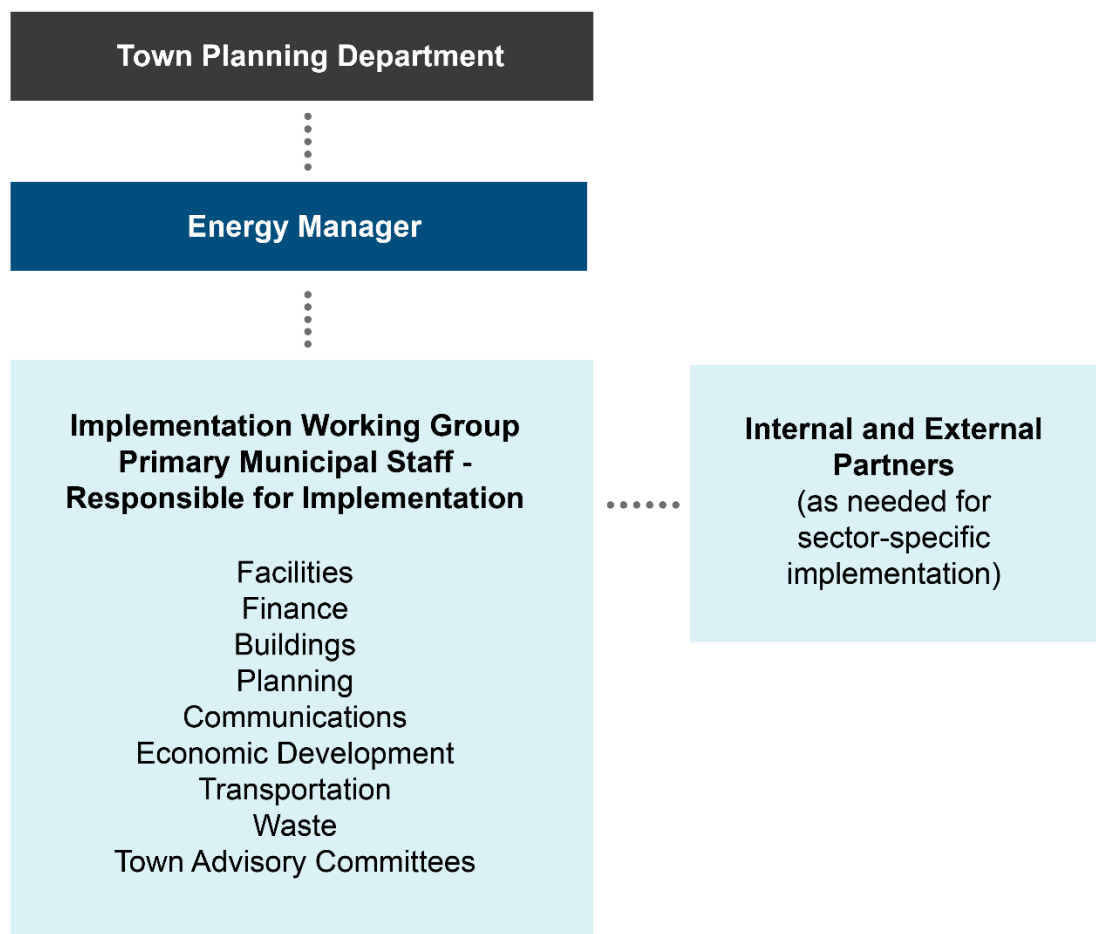 Town Planning Department
Energy Manager
Implementation Working Group
Primary Municipal Staff -
Responsible for Implementation
Facilities
Finance
Buildings
Planning
Communications
Economic Development
Transportation
Waste
Town Advisory Committees
Internal and External
Partners
(as needed for
sector-specific
implementation)